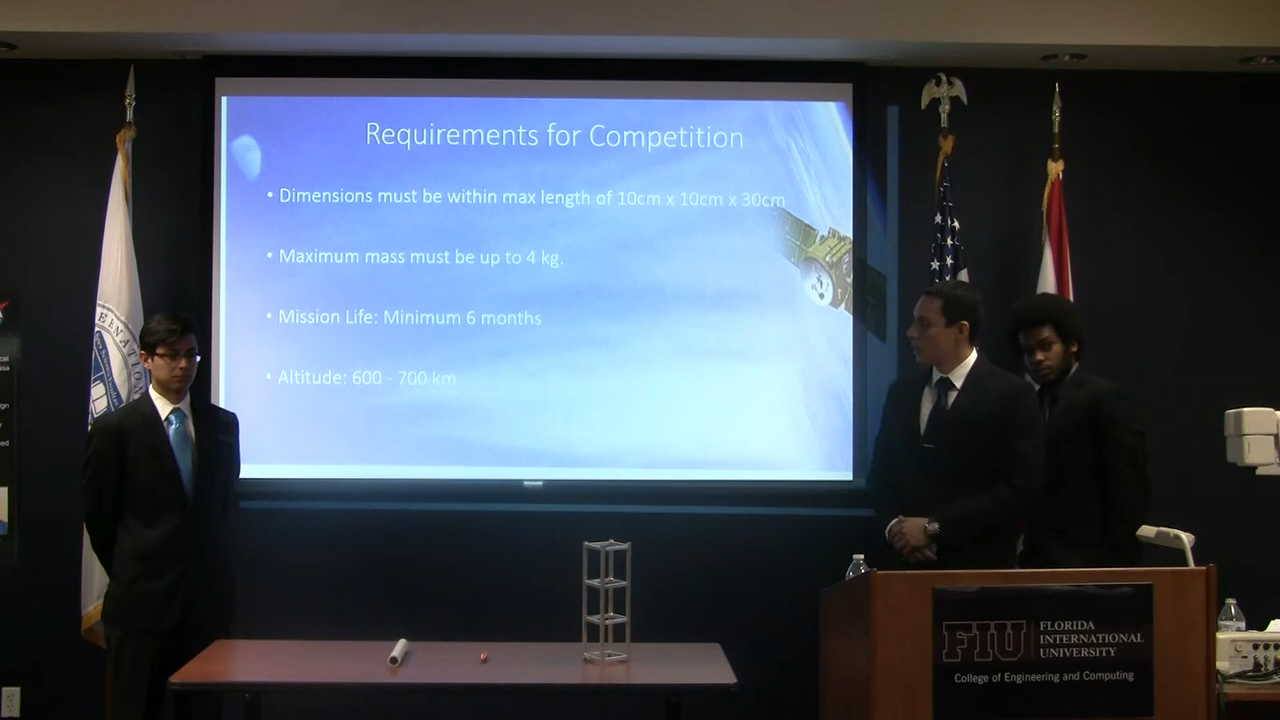 Requirements for Competition
• Dimensions must be within max length of 10cm x 10cm x 30cm
• Maximum mass must be up to 4 kg.
• Mission Life: Minimum 6 months
• Altitude: 600 - 700 km
FIU
FLORIDA
INTERNATIONAL
UNIVERSITY
College of Engineering and Computing